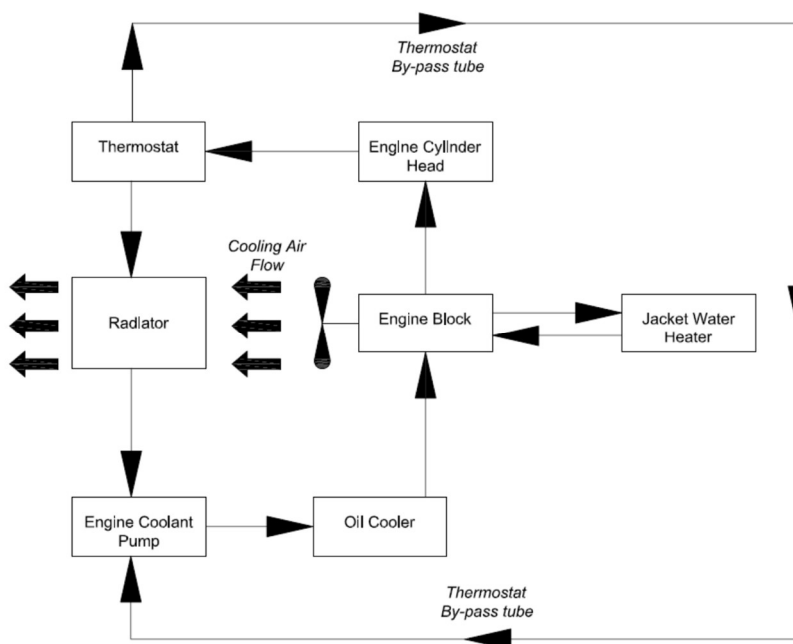 Thermostat
By-pass tube
Thermostat
Engine Cylinder
Head
Cooling Air
Flow
Radiator
Engine Block
Jacket Water
Heater
Engine Coolant
Pump
Oil Cooler
Thermostat
By-pass tube